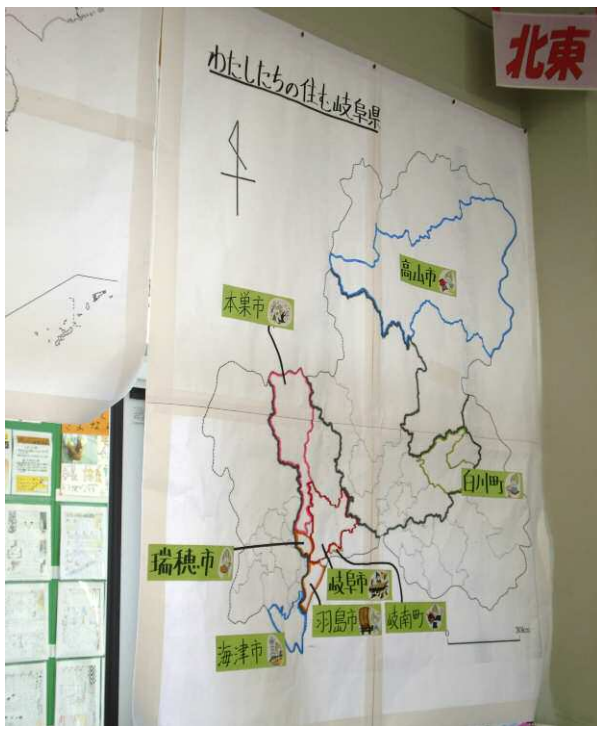 わたしたちの住む岐阜県
北東
高山市
本巣市
白川町
瑞穂市
岐阜市
羽島市
岐南町
海津市
30km